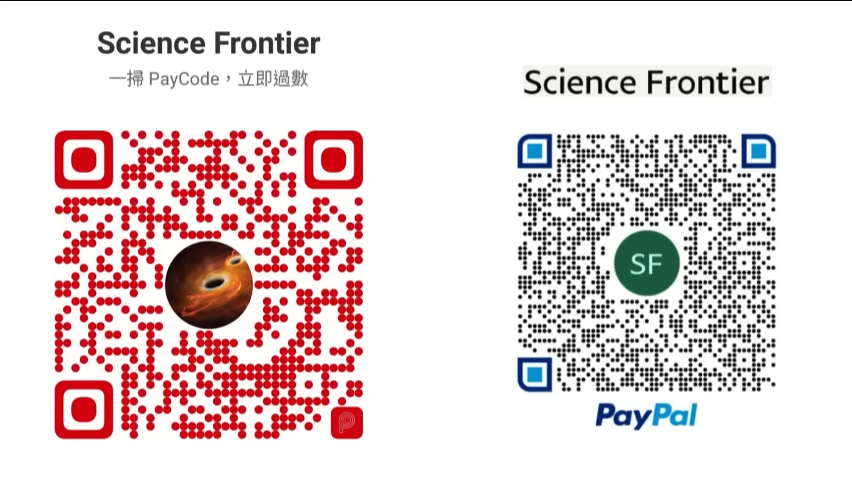 Science Frontier
一掃 PayCode，立即過數
Science Frontier
SF
PayPal